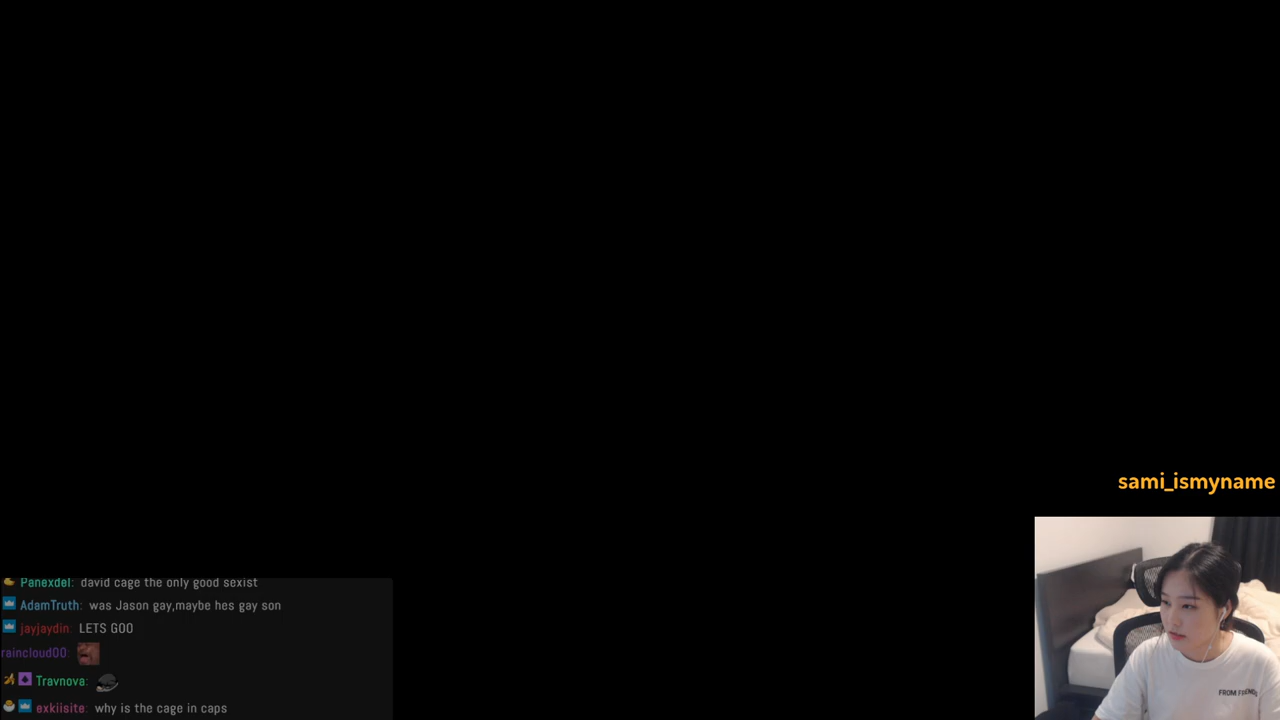 sami_ismyname
Panexdel: david cage the only good sexist
AdamTruth: was Jason gay,maybe hes gay son
jayjaydin: LETS GOO
raincloud00:
Travnova:
exkiisite: why is the cage in caps
FROM